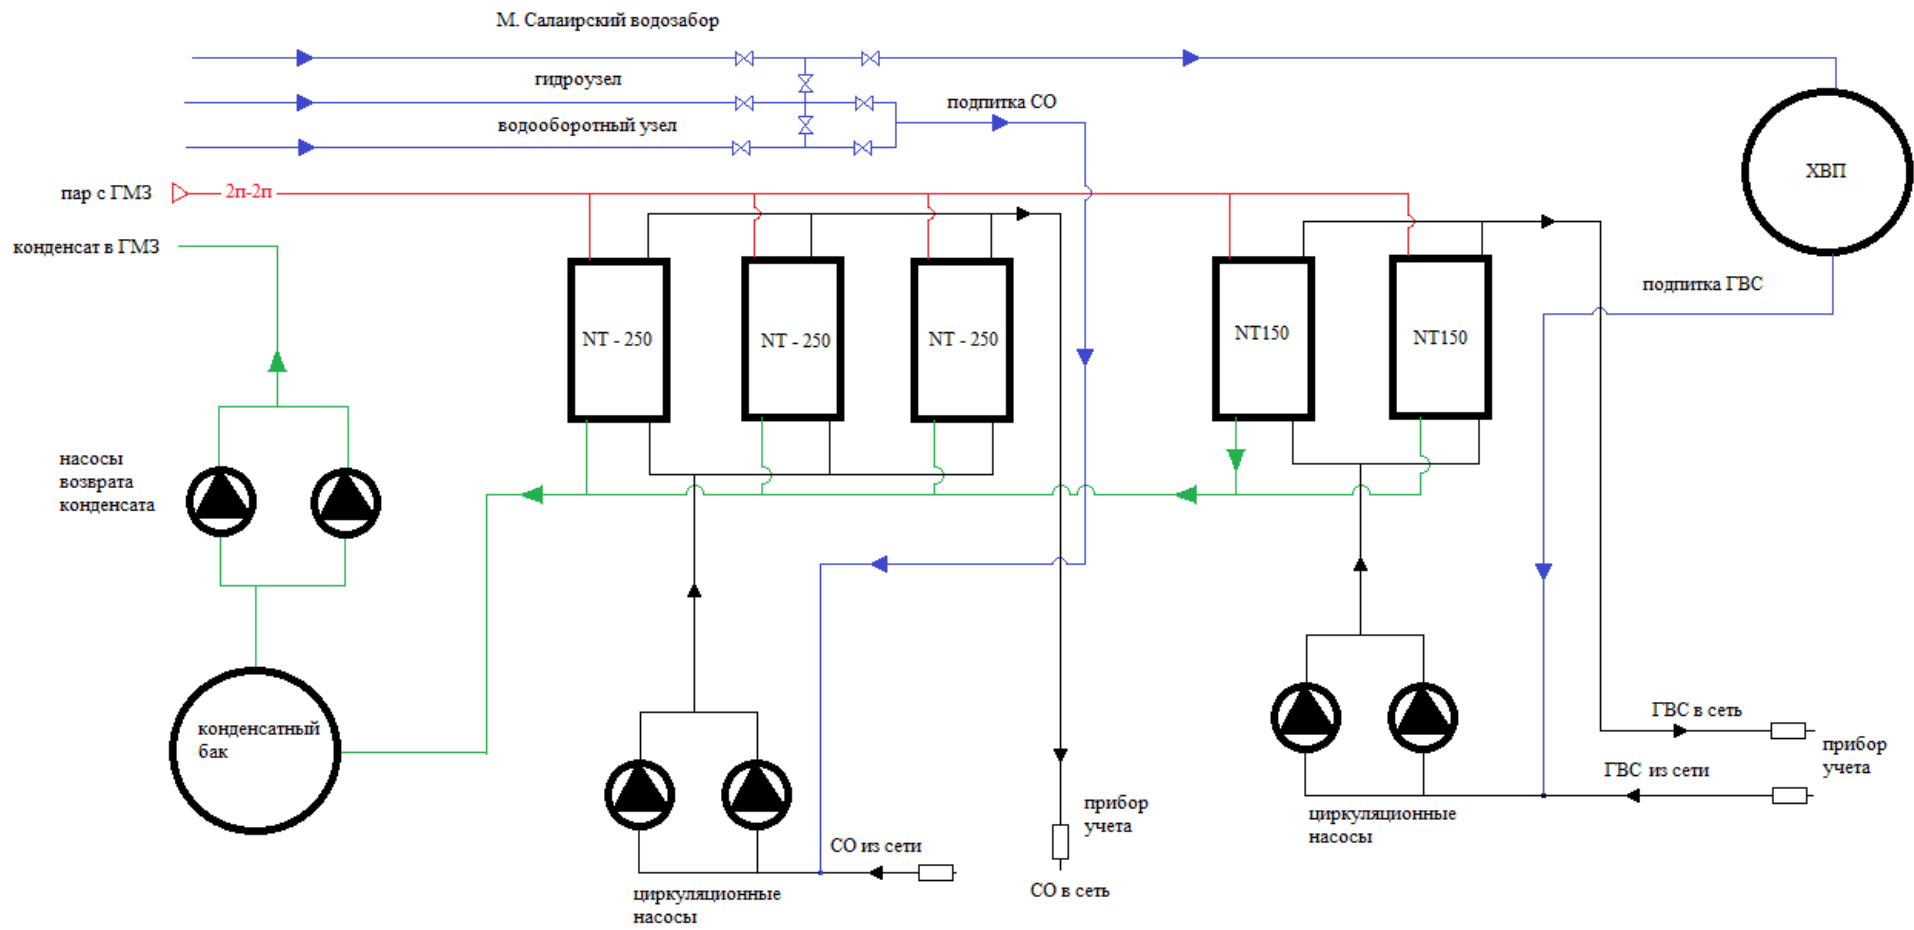 М. Салаирский водозабор
гидроузел
водооборотный узел
подпитка СО
пар с ГМЗ
2п-2п
конденсат в ГМЗ
ХВП
подпитка ГВС
NT - 250
NT - 250
NT - 250
NT150
NT150
насосы
возврата
конденсата
конденсатный
бак
СО из сети
циркуляционные
насосы
прибор
учета
СО в сеть
ГВС в сеть
прибор
учета
ГВС из сети
циркуляционные
насосы